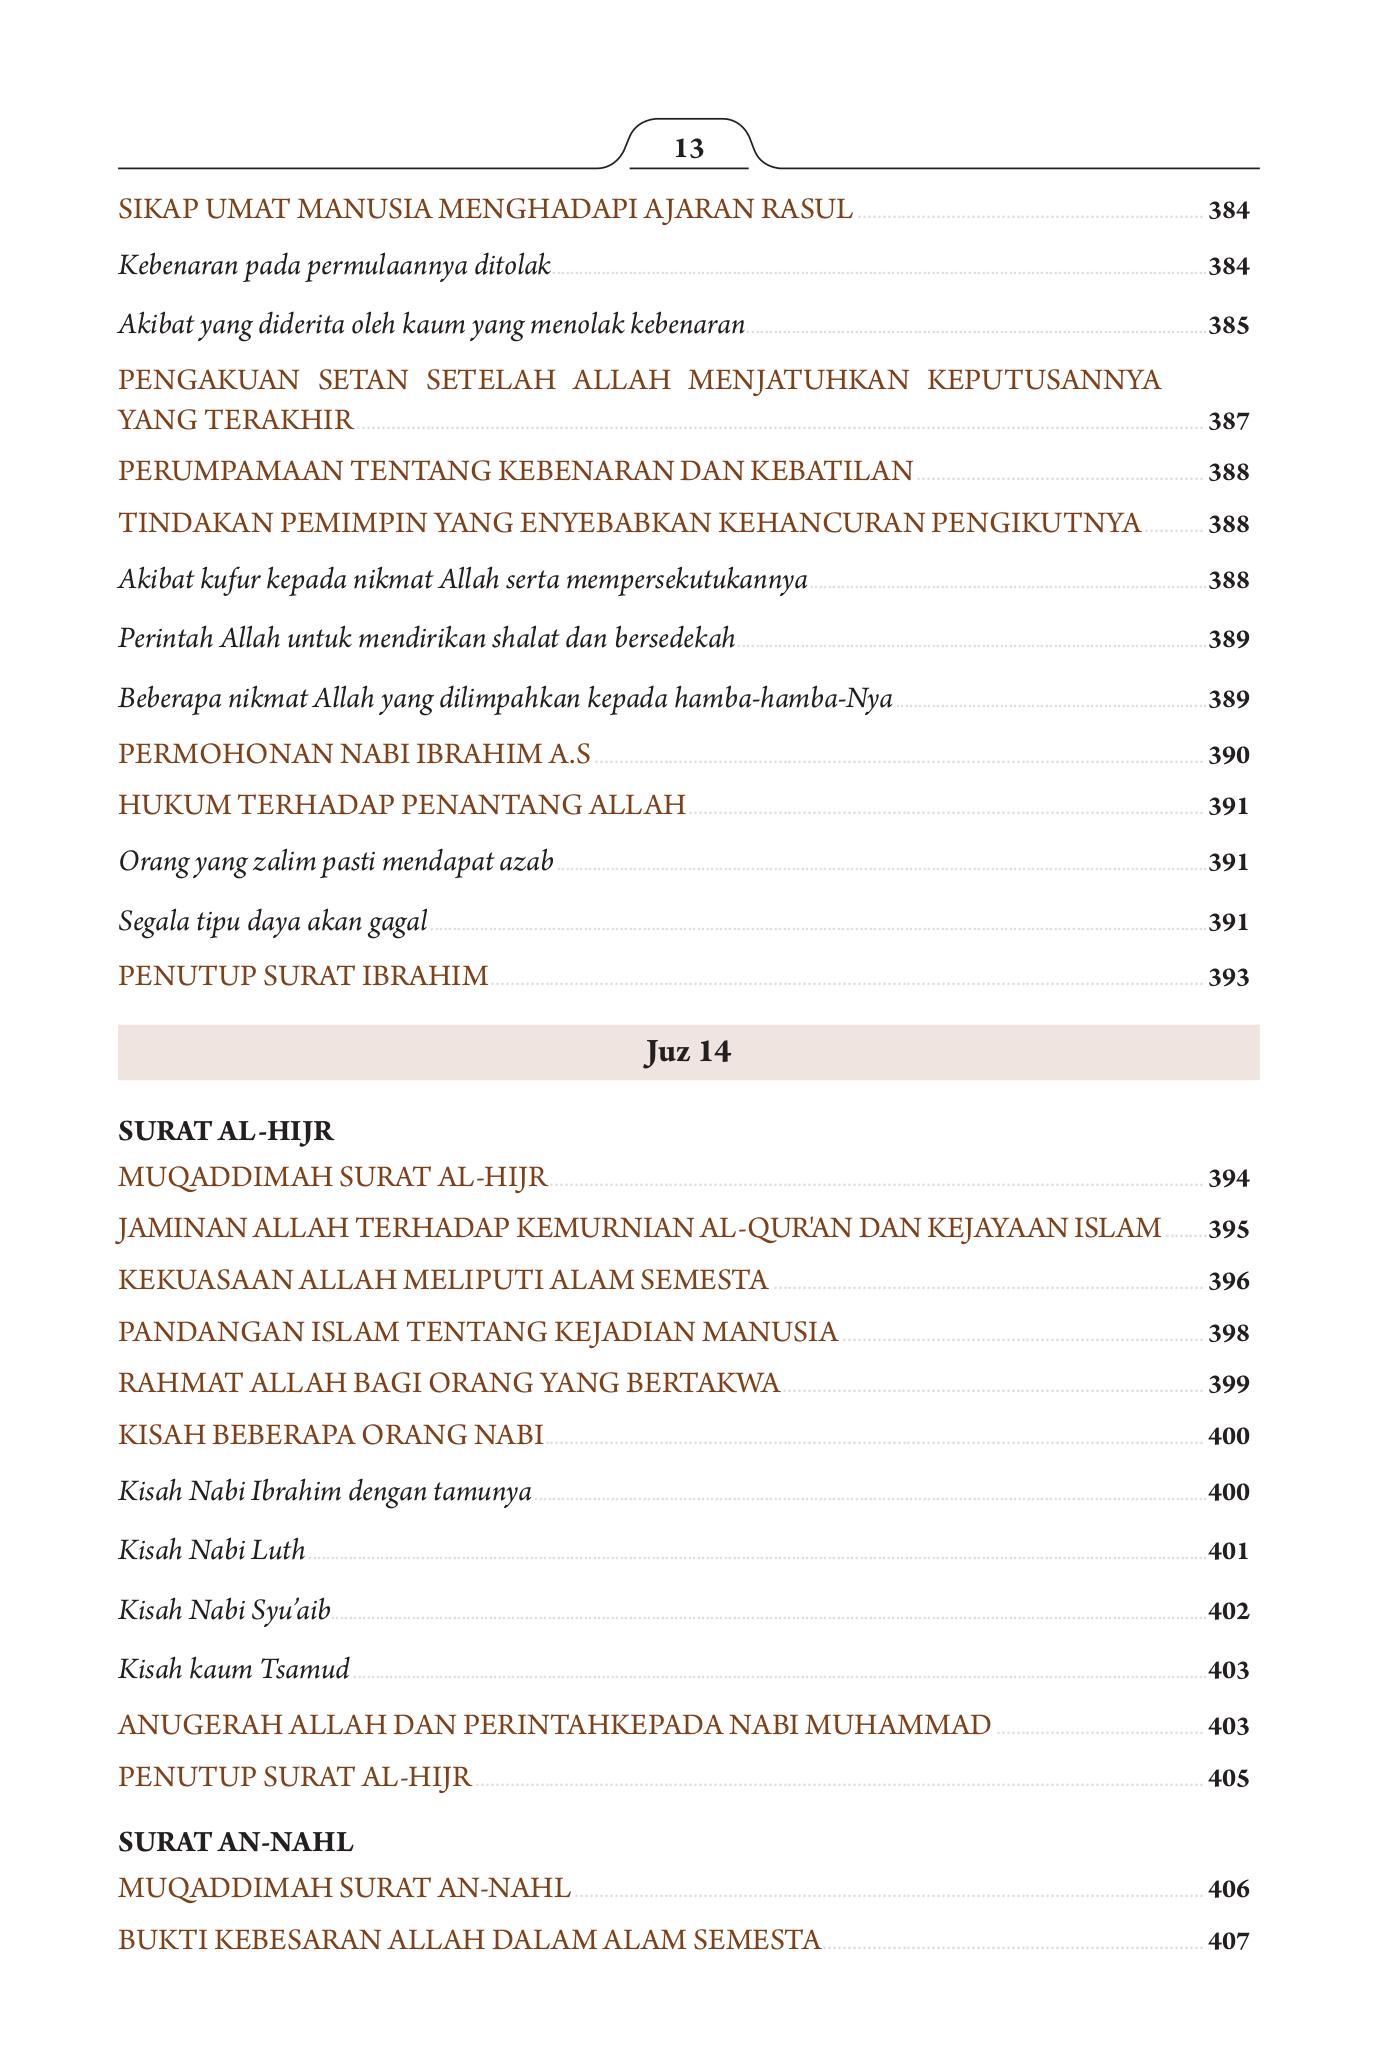 13
SIKAP UMAT MANUSIA MENGHADAPI AJARAN RASUL 384
Kebenaran pada permulaannya ditolak 384
Akibat yang diderita oleh kaum yang menolak kebenaran 385
PENGAKUAN SETAN SETELAH ALLAH MENJATUHKAN KEPUTUSANNYA
YANG TERAKHIR 387
PERUMPAMAAN TENTANG KEBENARAN DAN KEBATILAN 388
TINDAKAN PEMIMPIN YANG ENYEBABKAN KEHANCURAN PENGIKUTNYA 388
Akibat kufur kepada nikmat Allah serta mempersekutukannya 388
Perintah Allah untuk mendirikan shalat dan bersedekah 389
Beberapa nikmat Allah yang dilimpahkan kepada hamba-hamba-Nya 389
PERMOHONAN NABI IBRAHIM A.S 390
HUKUM TERHADAP PENANTANG ALLAH 391
Orang yang zalim pasti mendapat azab 391
Segala tipu daya akan gagal 391
PENUTUP SURAT IBRAHIM 393
Juz 14
SURAT AL-HIJR
MUQADDIMAH SURAT AL-HIJR 394
JAMINAN ALLAH TERHADAP KEMURNIAN AL-QUR'AN DAN KEJAYAAN ISLAM 395
KEKUASAAN ALLAH MELIPUTI ALAM SEMESTA 396
PANDANGAN ISLAM TENTANG KEJADIAN MANUSIA 398
RAHMAT ALLAH BAGI ORANG YANG BERTAKWA 399
KISAH BEBERAPA ORANG NABI 400
Kisah Nabi Ibrahim dengan tamunya 400
Kisah Nabi Luth 401
Kisah Nabi Syu’aib 402
Kisah kaum Tsamud 403
ANUGERAH ALLAH DAN PERINTAHKEPADA NABI MUHAMMAD 403
PENUTUP SURAT AL-HIJR 405
SURAT AN-NAHL
MUQADDIMAH SURAT AN-NAHL 406
BUKTI KEBESARAN ALLAH DALAM ALAM SEMESTA 407